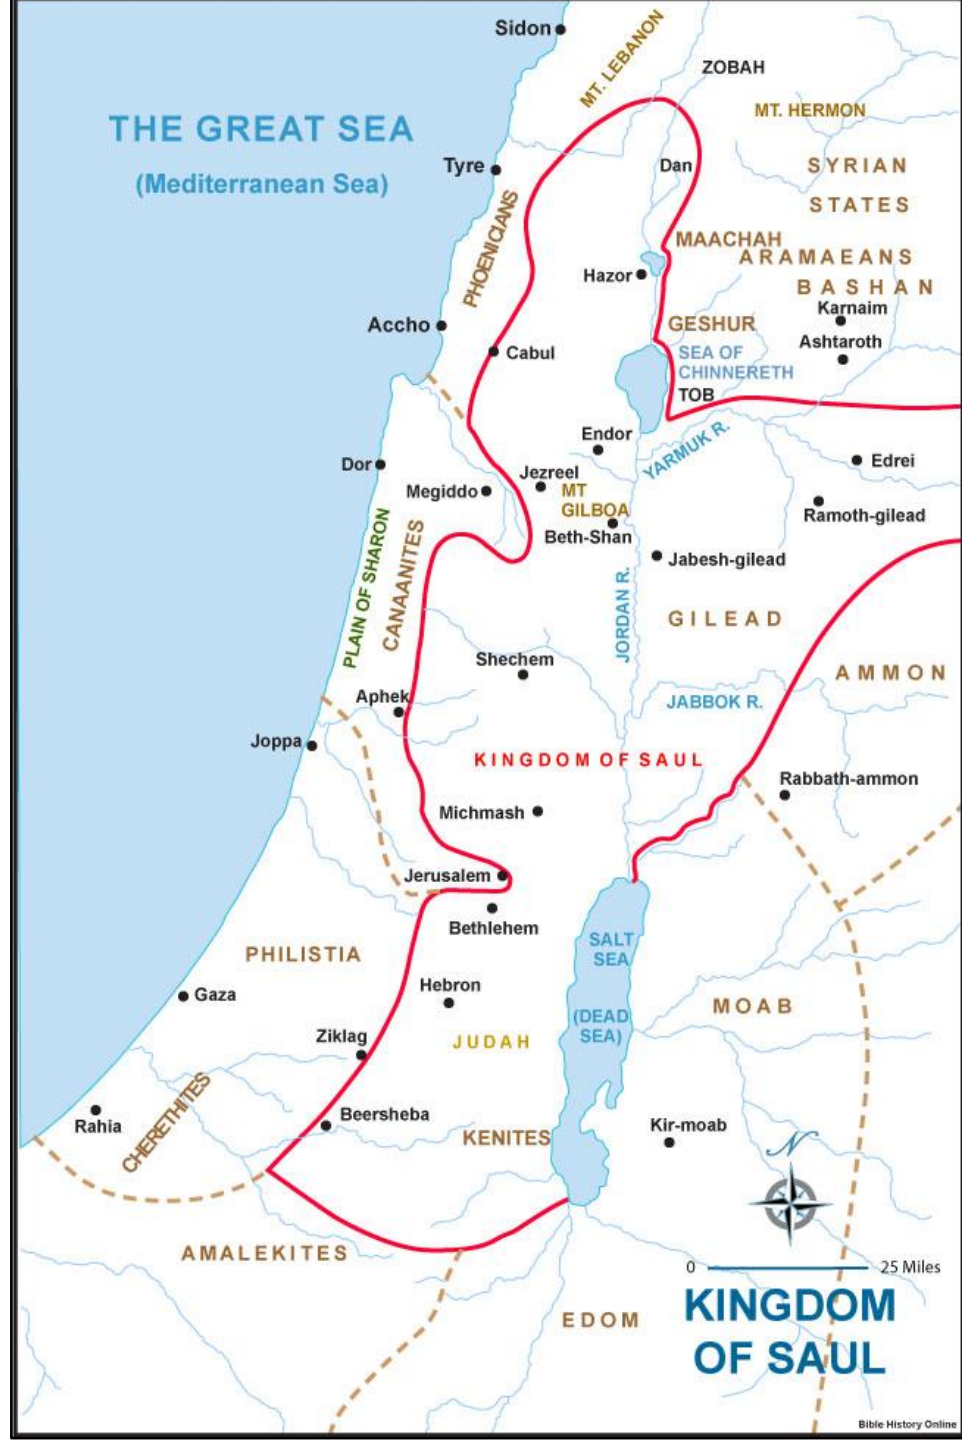 Sidon
MT. LEBANON
ZOBAH
MT. HERMON
THE GREAT SEA
(Mediterranean Sea)
Tyre
Dan
SYRIAN
STATES
PHOENICIANS
MAACHAH
ARAMAEANS
BASHAN
Hazor
Karnaim
Accho
GESHUR
Ashtaroth
Cabul
SEA OF
CHINNERETH
TOB
Endor
YARMUK R.
Dor
Jezreel
Edrei
Megiddo
MT
GILBOA
Ramoth-gilead
Beth-Shan
Jabesh-gilead
PLAIN OF SHARON
CANAANITES
JORDAN R.
GILEAD
Shechem
AMMON
Aphek
JABBOK R.
Joppa
KINGDOM OF SAUL
Rabbath-ammon
Michmash
Jerusalem
Bethlehem
PHILISTIA
SALT
SEA
Gaza
Hebron
MOAB
(DEAD
SEA)
Ziklag
JUDAH
CHERETHITES
Rahia
Beersheba
KENITES
Kir-moab
N
AMALEKITES
0 25 Miles
EDOM
KINGDOM
OF SAUL
Bible History Online